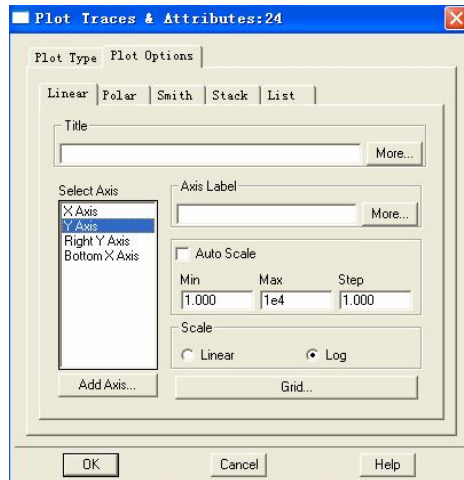 Plot Traces & Attributes:24
Plot Type Plot Options
Linear Polar Smith Stack List
Title
More...
Select Axis
X Axis
Y Axis
Right Y Axis
Bottom X Axis
Add Axis...
Axis Label
More...
Auto Scale
Min Max Step
1.000 1e4 1.000
Scale
Linear Log
Grid...
OK Cancel Help